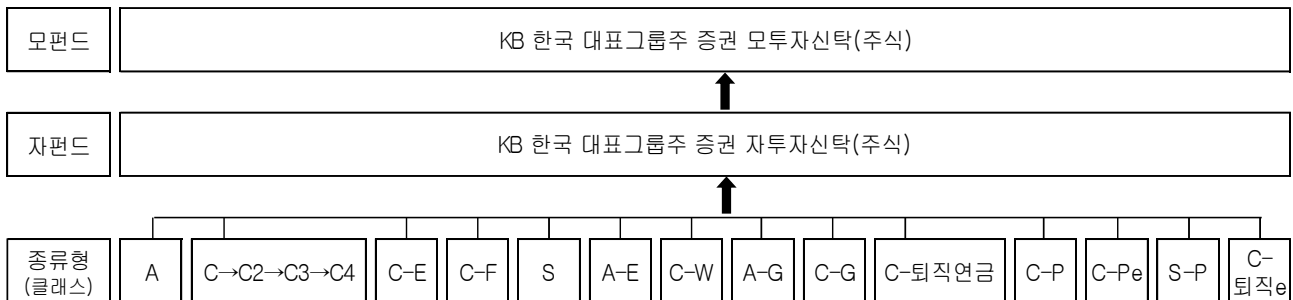 모펀드
KB 한국 대표그룹주 증권 모투자신탁(주식)
자펀드
KB 한국 대표그룹주 증권 자투자신탁(주식)
종류형
(클래스)
A
C→C2→C3→C4
C-E
C-F
S
A-E
C-W
A-G
C-G
C-퇴직연금
C-P
C-Pe
S-P
C-
퇴직e